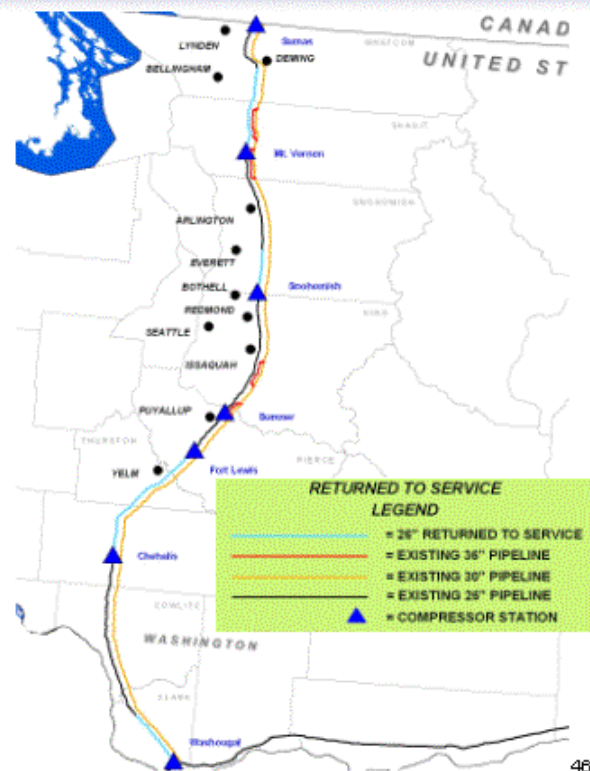 CANAD
LYNDEN
Sumas
WHATCOM
DEMING
UNITED ST
BELLINGHAM
SKAGIT
Mt. Vernon
SNOHOMISH
ARLINGTON
EVERETT
BOTHELL
Snohomish
REDMOND
KING
SEATTLE
ISSAQUAH
PUYALLUP
Sumner
THURSTON
PIERCE
YELM
Fort Lewis
RETURNED TO SERVICE
LEGEND
= 26" RETURNED TO SERVICE
= EXISTING 36" PIPELINE
= EXISTING 30" PIPELINE
= EXISTING 26" PIPELINE
= COMPRESSOR STATION
Chehalis
COWLITZ
WASHINGTON
CLARK
Washougal
46